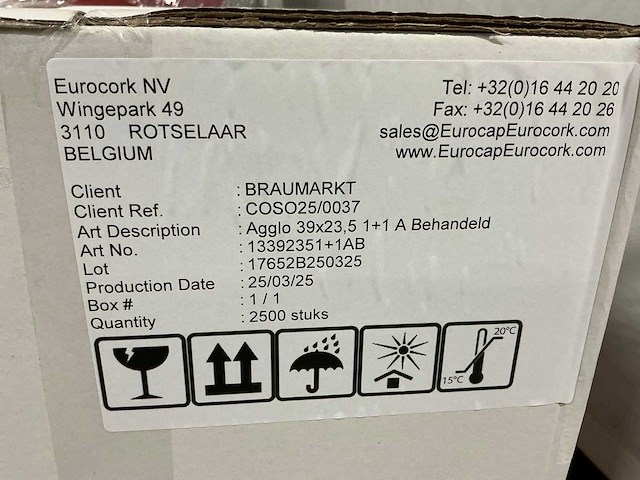 Eurocork NV
Wingepark 49
3110 ROTSELAAR
BELGIUM
Tel: +32(0)16 44 20 20
Fax: +32(0)16 44 20 26
sales@EurocapEurocork.com
www.EurocapEurocork.com
Client : BRAUMARKT
Client Ref. : COSO25/0037
Art Description : Agglo 39x23,5 1+1 A Behandeld
Art No. : 13392351+1AB
Lot : 17652B250325
Production Date : 25/03/25
Box # : 1 / 1
Quantity : 2500 stuks
20°C
15°C